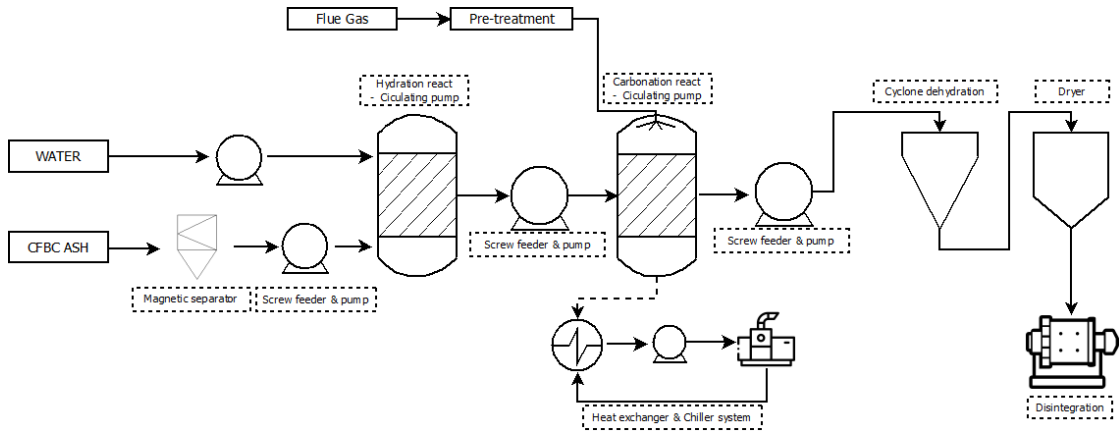 Flue Gas
Pre-treatment
Hydration react
- Ciculating pump
Carbonation react
- Ciculating pump
Cyclone dehydration
Dryer
WATER
CFBC ASH
Screw feeder & pump
Screw feeder & pump
Magnetic separator
Screw feeder & pump
Heat exchanger & Chiller system
Disintegration